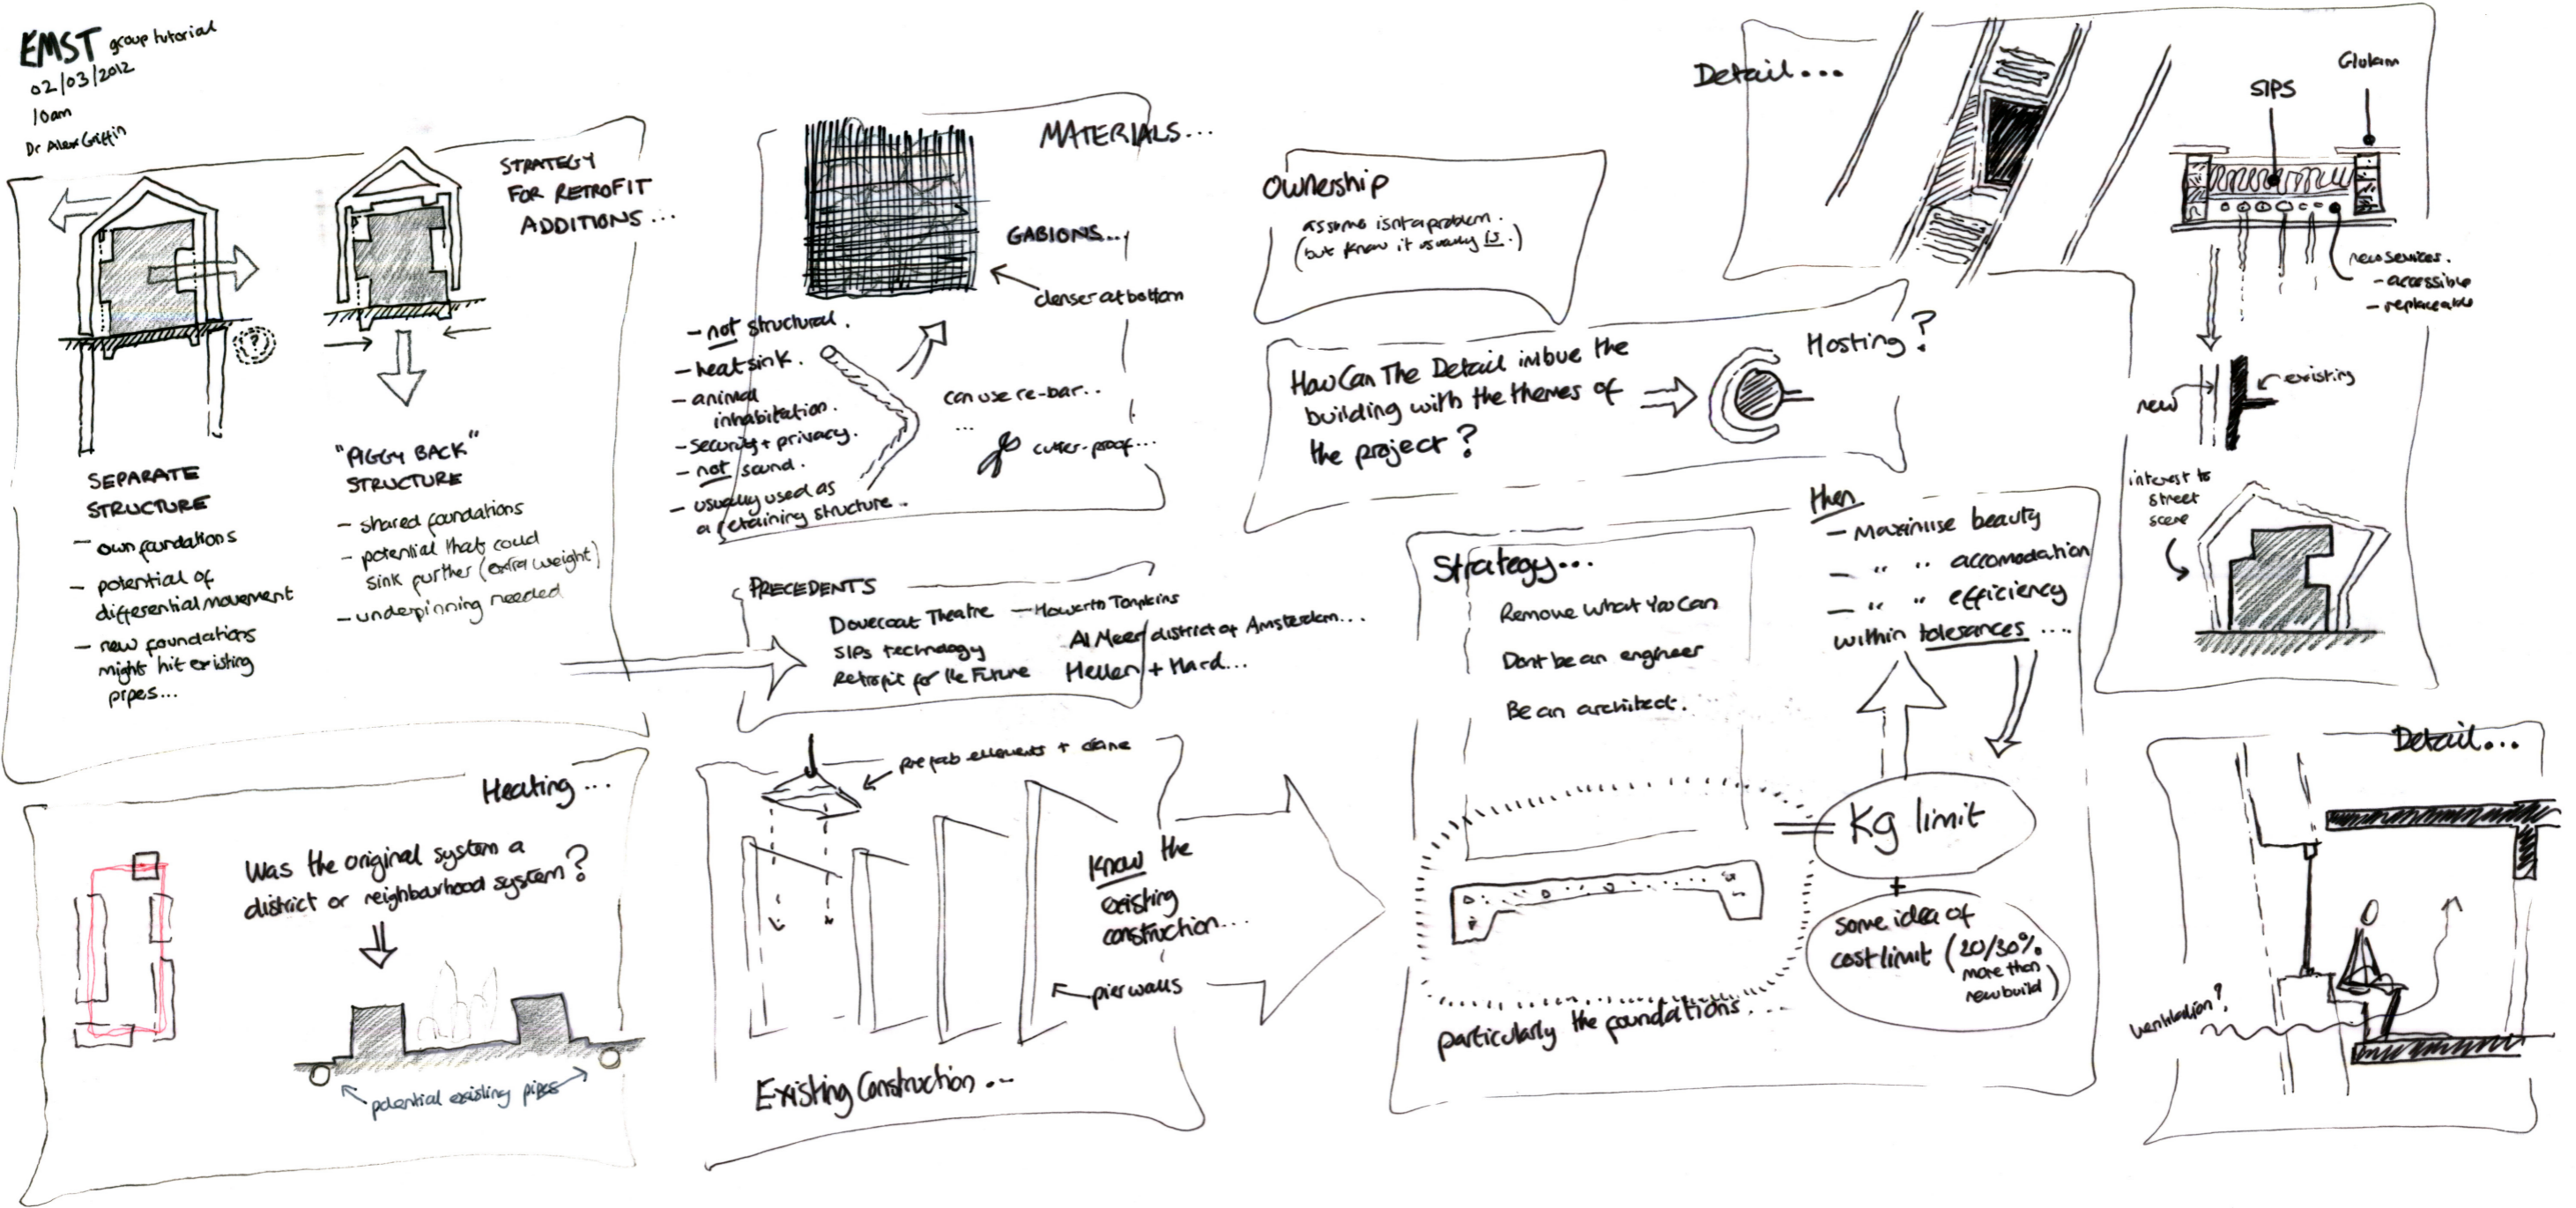 EMST group tutorial
02/03/2012
10am
Dr Alex Griffin
STRATEGY
FOR RETROFIT
ADDITIONS...
?
SEPARATE
STRUCTURE
- own foundations
- potential of
differential movement
- new foundations
might hit existing
pipes...
"PIGGY BACK"
STRUCTURE
- shared foundations
- potential that could
sink further (extra weight)
- underpinning needed
MATERIALS...
GABIONS...
denser at bottom
- not structural.
- heat sink.
- animal
inhabitation.
- security + privacy.
- not sound.
- usually used as
a retaining structure.
can use re-bar...
...
cutter-proof...
PRECEDENTS
Dovecoat Theatre - Howerth Tompkins
SIPs technology
Retrofit for the Future
Al Meer district of Amsterdam...
Hellen + Hard...
Heating...
Was the original system a
district or neighbourhood system?
potential existing pipes
prefab elements + crane
Know the
existing
construction...
pier walls
Existing Construction...
Ownership
assume isnt a problem.
(but know it usually is.)
How Can The Detail imbue the
building with the themes of
the project?
Hosting?
Strategy...
Remove what You Can
Dont be an engineer
Be an architect.
then
- Maximise beauty
- " " accomodation
- " " efficiency
within tolerances....
= Kg limit
+
some idea of
cost limit (20/30%
more than
newbuild)
particularly the foundations....
Detail...
SIPS
Glulam
new services.
- accessible
- replaceable
new
existing
interest to
street
scene
Detail...
ventilation?